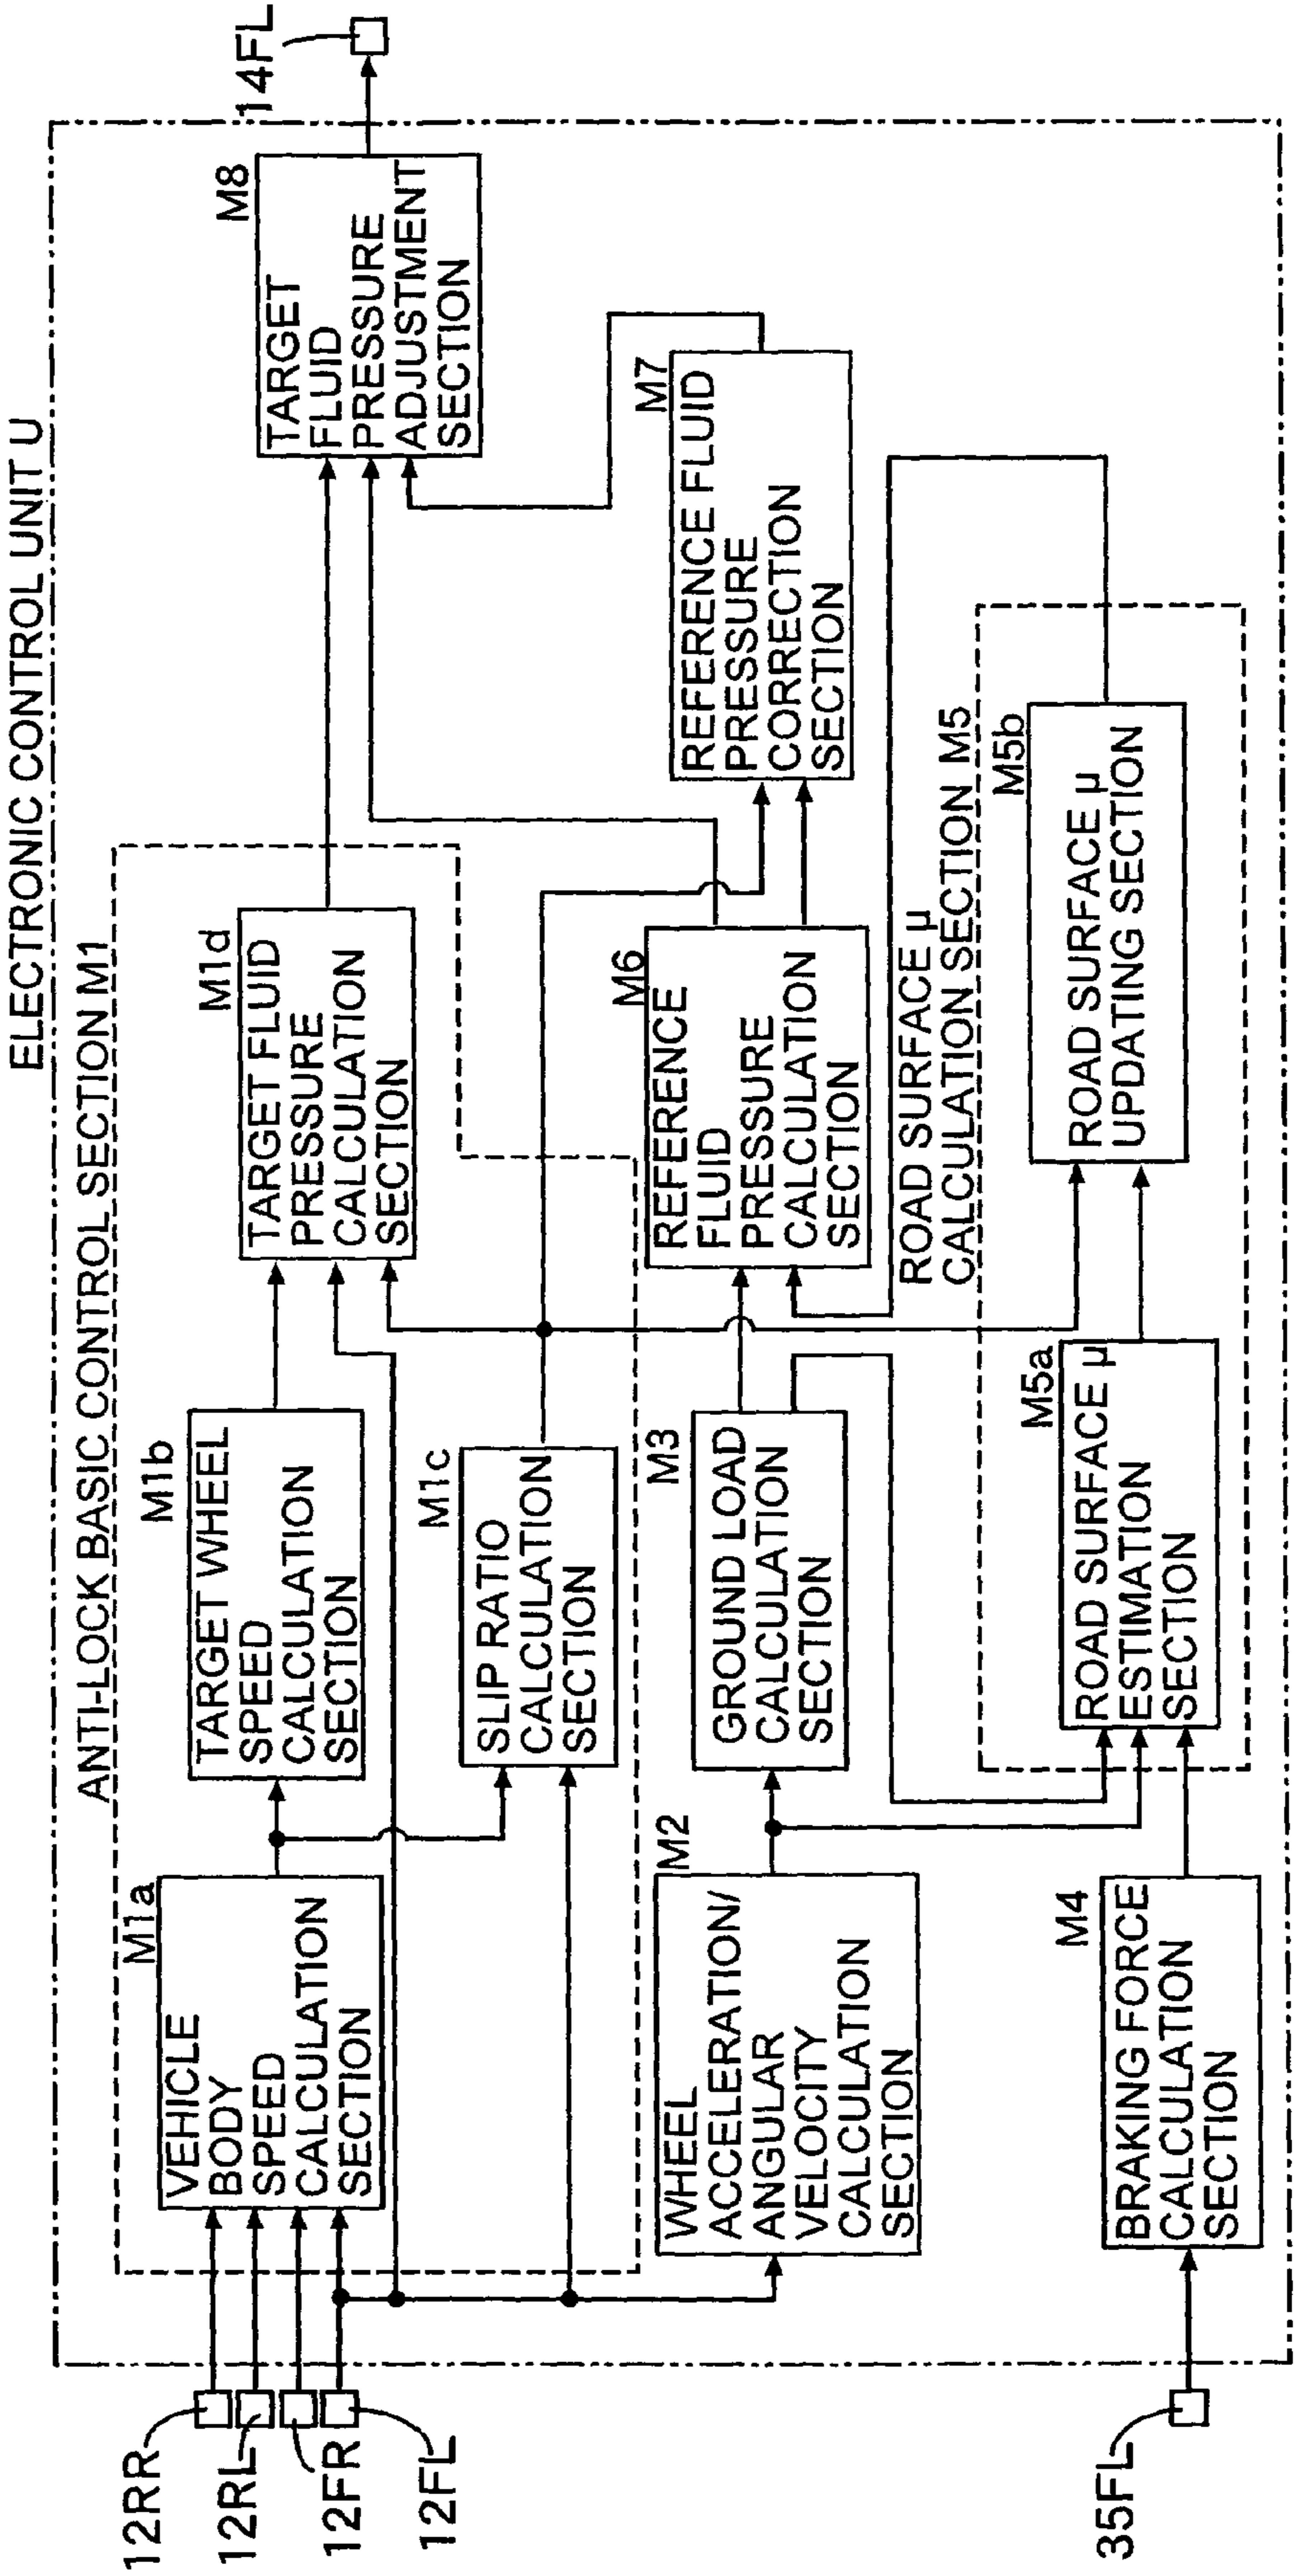 ELECTRONIC CONTROL UNIT U
ANTI-LOCK BASIC CONTROL SECTION M1
M1a
VEHICLE
BODY
SPEED
CALCULATION
SECTION
M1b
TARGET WHEEL
SPEED
CALCULATION
SECTION
M1c
SLIP RATIO
CALCULATION
SECTION
M1d
TARGET FLUID
PRESSURE
CALCULATION
SECTION
M8
TARGET
FLUID
PRESSURE
ADJUSTMENT
SECTION
14FL
12RR
12RL
12FR
12FL
M2
WHEEL
ACCELERATION/
ANGULAR
VELOCITY
CALCULATION
SECTION
M3
GROUND LOAD
CALCULATION
SECTION
M6
REFERENCE
FLUID
PRESSURE
CALCULATION
SECTION
M7
REFERENCE FLUID
PRESSURE
CORRECTION
SECTION
ROAD SURFACE μ
CALCULATION SECTION M5
M4
BRAKING FORCE
CALCULATION
SECTION
M5a
ROAD SURFACE μ
ESTIMATION
SECTION
M5b
ROAD SURFACE μ
UPDATING SECTION
35FL